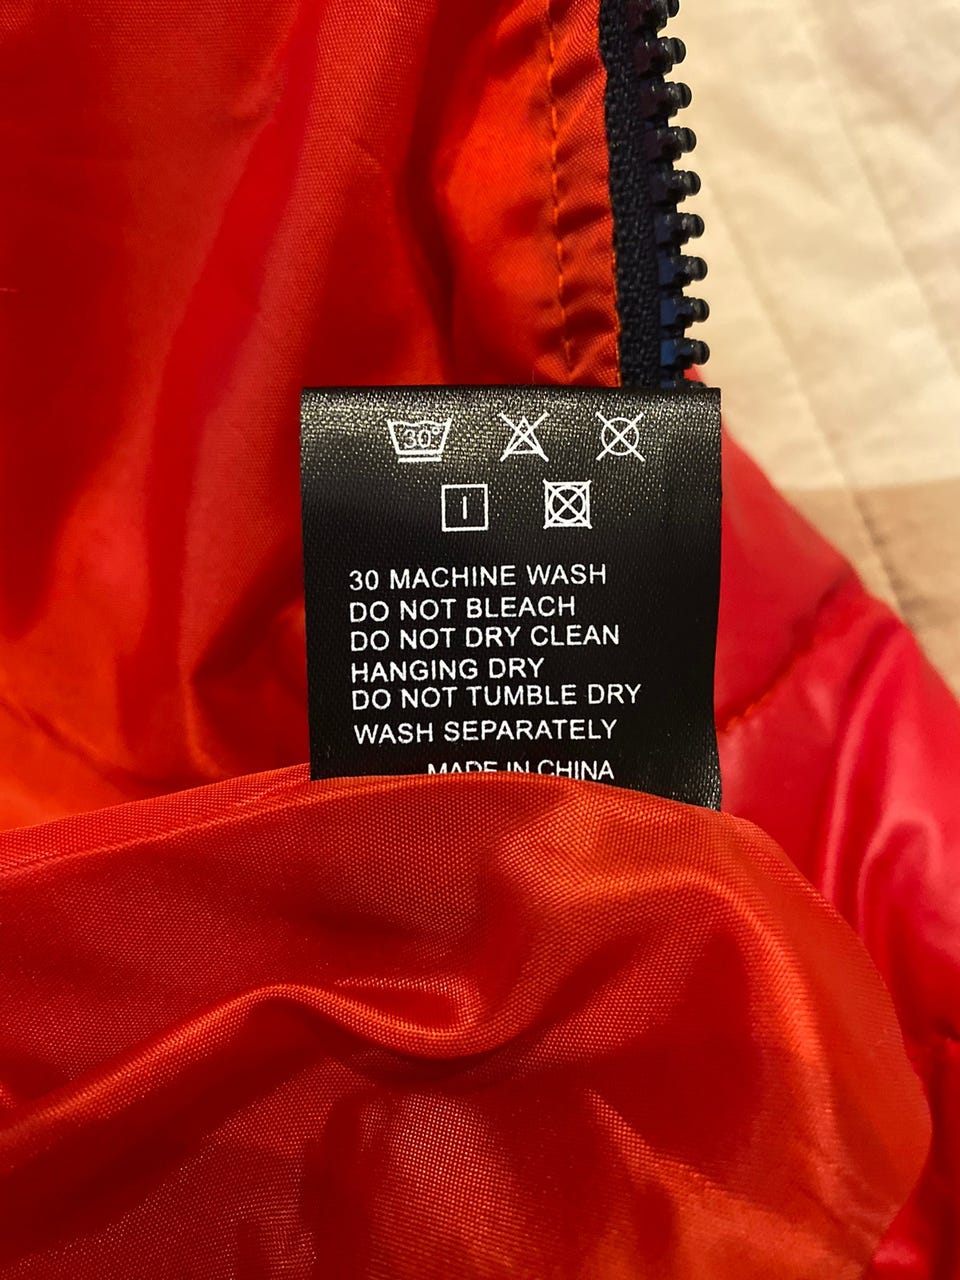 30°
30 MACHINE WASH
DO NOT BLEACH
DO NOT DRY CLEAN
HANGING DRY
DO NOT TUMBLE DRY
WASH SEPARATELY
MADE IN CHINA